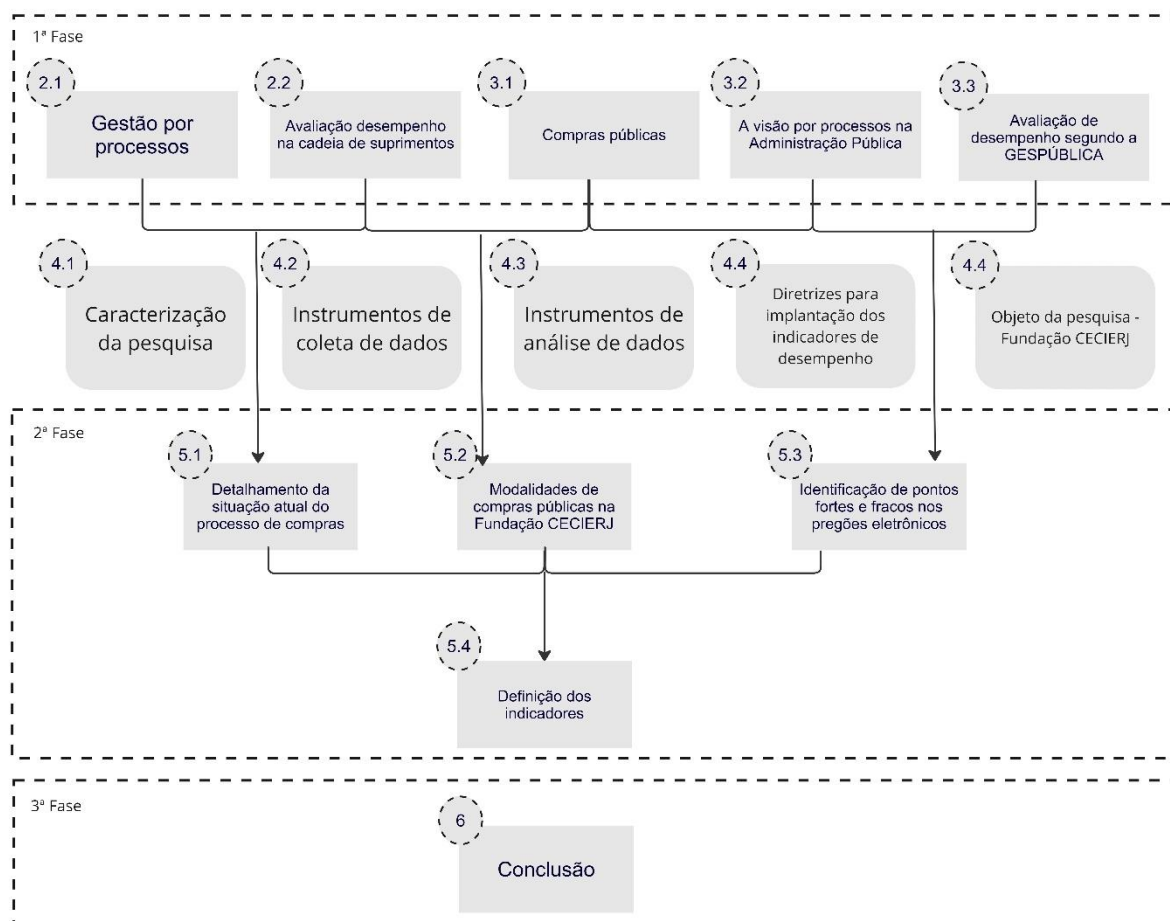 1ª Fase
2.1
Gestão por
processos
2.2
Avaliação desempenho
na cadeia de suprimentos
3.1
Compras públicas
3.2
A visão por processos na
Administração Pública
3.3
Avaliação de
desempenho segundo a
GESPÚBLICA
4.1
Caracterização
da pesquisa
4.2
Instrumentos de
coleta de dados
4.3
Instrumentos de
análise de dados
4.4
Diretrizes para
implantação dos
indicadores de
desempenho
4.4
Objeto da pesquisa -
Fundação CECIERJ
2ª Fase
5.1
Detalhamento da
situação atual do
processo de compras
5.2
Modalidades de
compras públicas na
Fundação CECIERJ
5.3
Identificação de pontos
fortes e fracos nos
pregões eletrônicos
5.4
Definição dos
indicadores
3ª Fase
6
Conclusão